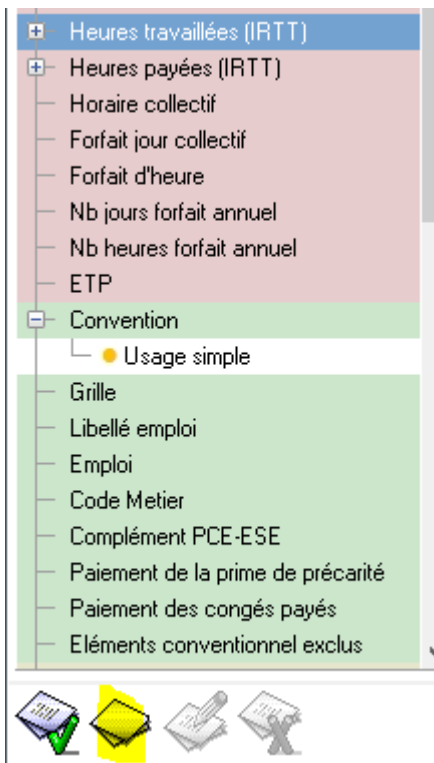 Heures travaillées (IRTT)
Heures payées (IRTT)
Horaire collectif
Forfait jour collectif
Forfait d'heure
Nb jours forfait annuel
Nb heures forfait annuel
ETP
Convention
Usage simple
Grille
Libellé emploi
Emploi
Code Metier
Complément PCE-ESE
Paiement de la prime de précarité
Paiement des congés payés
Eléments conventionnel exclus